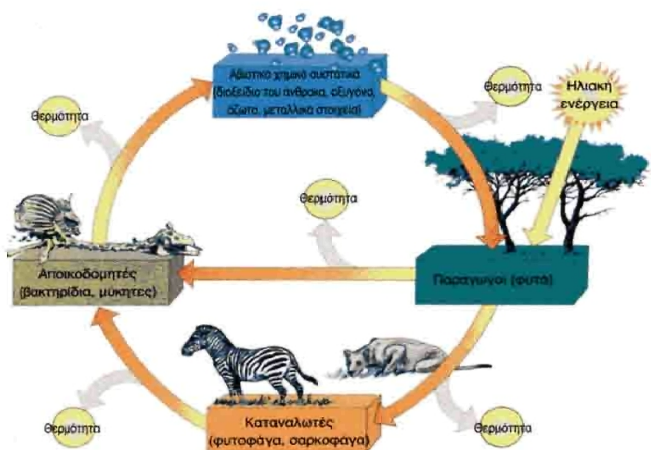 Αβιοτικά χημικά συστατικά
(διοξείδιο του άνθρακα, οξυγόνο,
άζωτο, μεταλλικά στοιχεία)
Θερμότητα
Ηλιακή
ενέργεια
Θερμότητα
Θερμότητα
Αποικοδομητές
(βακτηρίδια, μύκητες)
Παραγωγοί (φυτά)
Θερμότητα
Καταναλωτές
(φυτοφάγα, σαρκοφάγα)
Θερμότητα